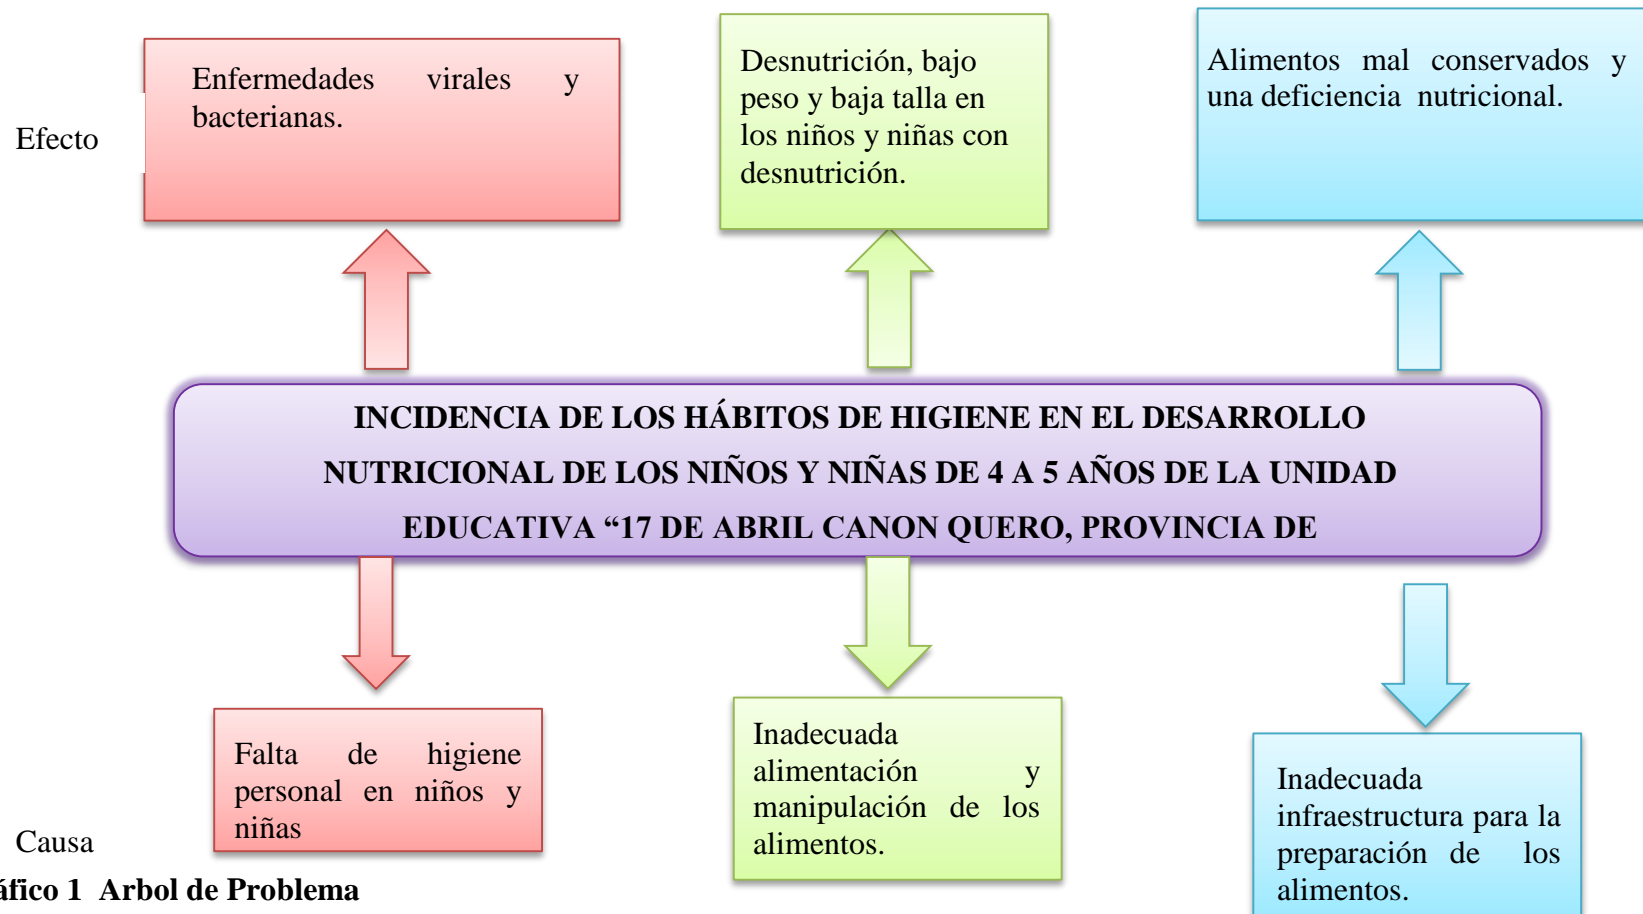 Enfermedades virales y
bacterianas.
Desnutrición, bajo
peso y baja talla en
los niños y niñas con
desnutrición.
Alimentos mal conservados y
una deficiencia nutricional.
Efecto
INCIDENCIA DE LOS HÁBITOS DE HIGIENE EN EL DESARROLLO
NUTRICIONAL DE LOS NIÑOS Y NIÑAS DE 4 A 5 AÑOS DE LA UNIDAD
EDUCATIVA “17 DE ABRIL CANON QUERO, PROVINCIA DE
Falta de higiene
personal en niños y
niñas
Inadecuada
alimentación y
manipulación de los
alimentos.
Inadecuada
infraestructura para la
preparación de los
alimentos.
Causa
áfico 1 Arbol de Problema